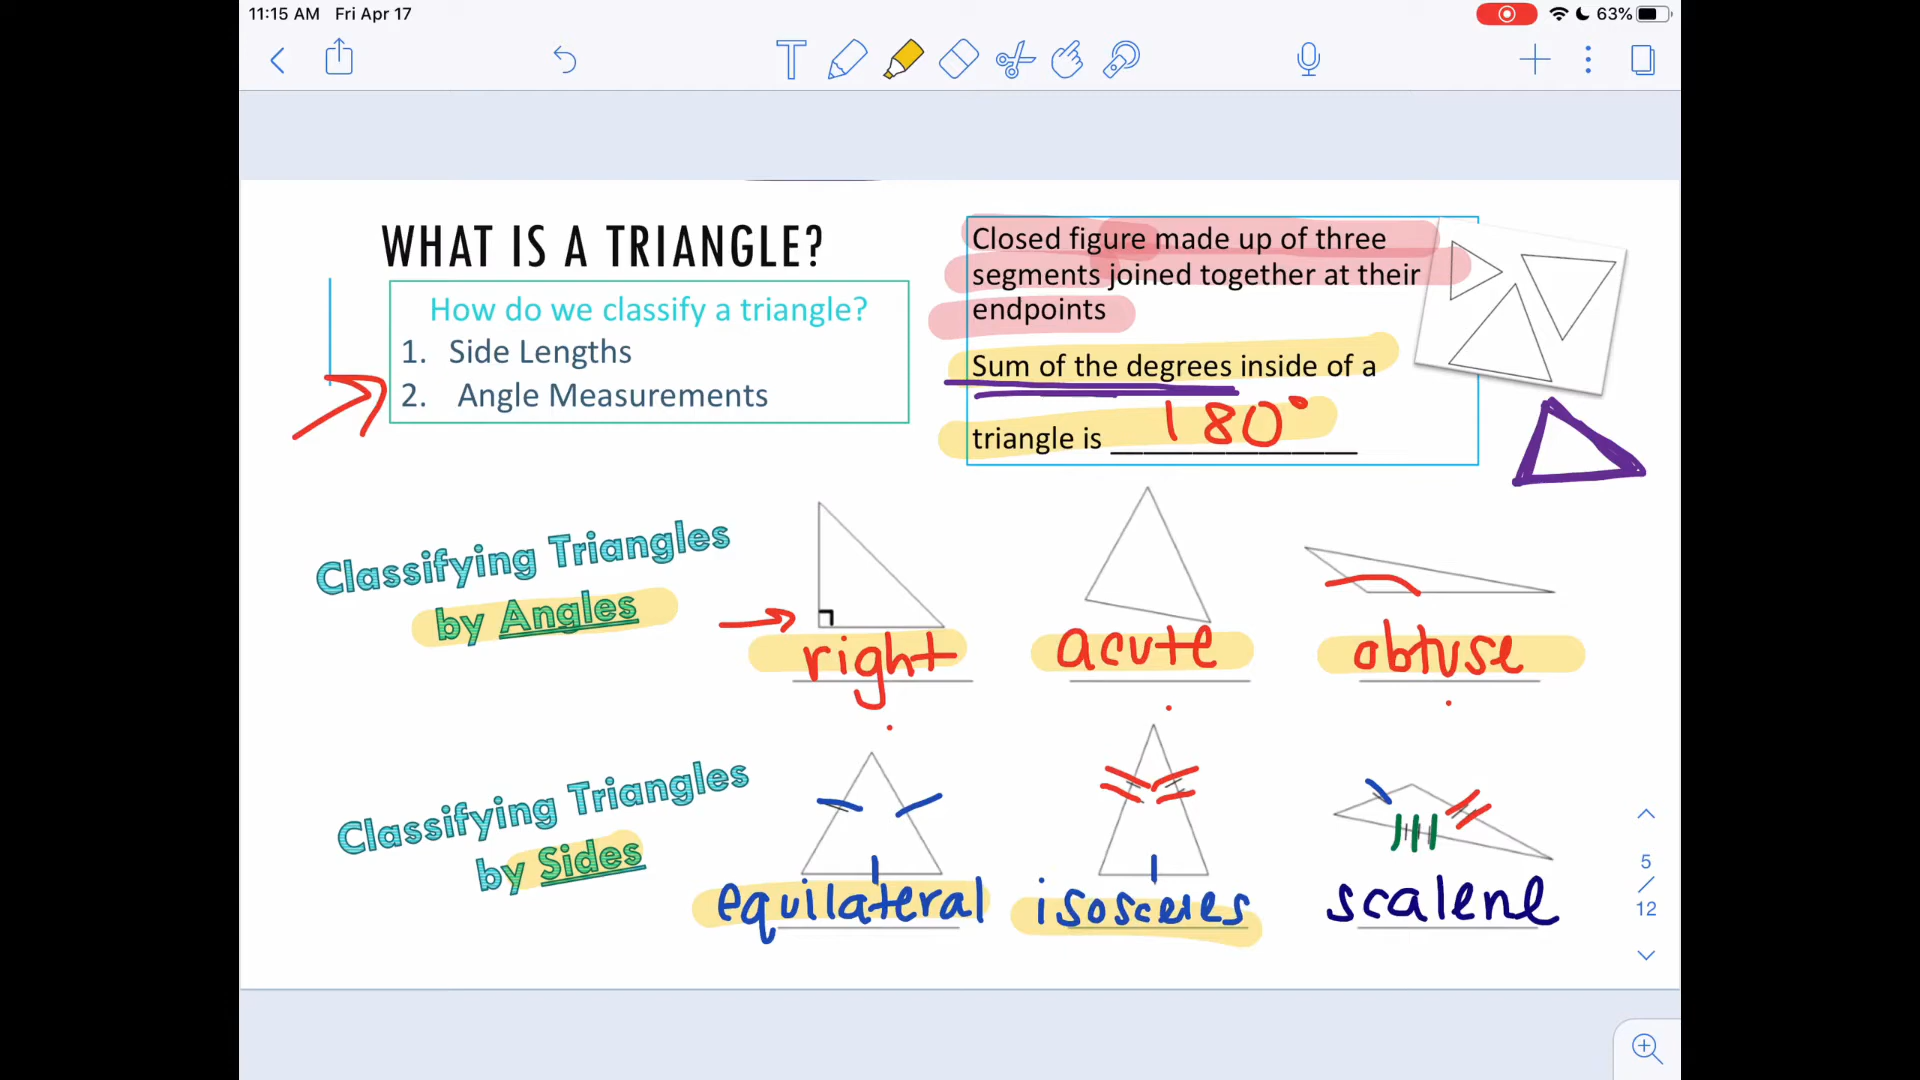 11:15 AM Fri Apr 17
63%
WHAT IS A TRIANGLE?
How do we classify a triangle?
1. Side Lengths
2. Angle Measurements
Closed figure made up of three
segments joined together at their
endpoints
Sum of the degrees inside of a
triangle is 180°
Classifying Triangles
by Angles
right
acute
obtuse
Classifying Triangles
by Sides
equilateral
isosceles
scalene
5
/
12